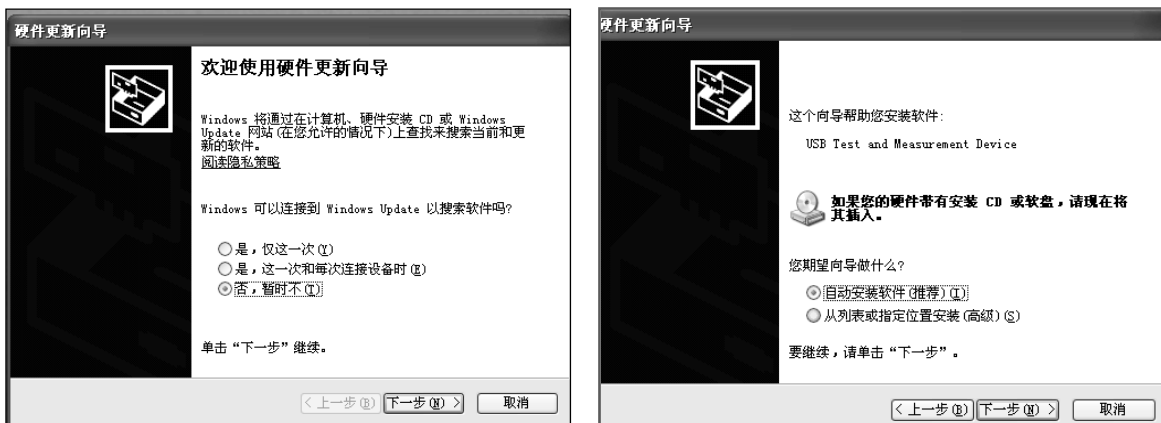 硬件更新向导
欢迎使用硬件更新向导
Windows 将通过在计算机、硬件安装 CD 或 Windows
Update 网站(在您允许的情况下)上查找来搜索当前和更
新的软件。
阅读隐私策略
Windows 可以连接到 Windows Update 以搜索软件吗?
是，仅这一次(Y)
是，这一次和每次连接设备时(E)
否，暂时不(T)
单击“下一步”继续。
< 上一步(B)
下一步(N) >
取消
硬件更新向导
这个向导帮助您安装软件:
USB Test and Measurement Device
如果您的硬件带有安装 CD 或软盘，请现在将
其插入。
您期望向导做什么?
自动安装软件(推荐)(I)
从列表或指定位置安装(高级)(S)
要继续，请单击“下一步”。
< 上一步(B)
下一步(N) >
取消